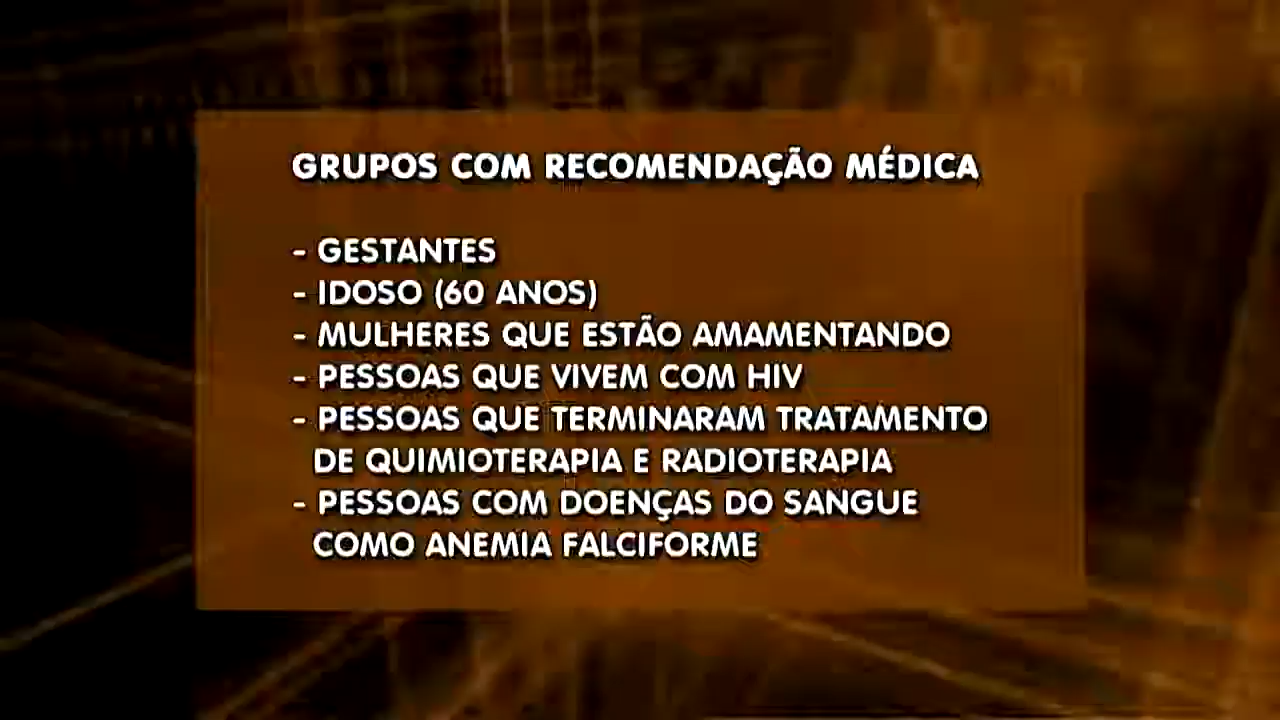 GRUPOS COM RECOMENDAÇÃO MÉDICA
- GESTANTES
- IDOSO (60 ANOS)
- MULHERES QUE ESTÃO AMAMENTANDO
- PESSOAS QUE VIVEM COM HIV
- PESSOAS QUE TERMINARAM TRATAMENTO
DE QUIMIOTERAPIA E RADIOTERAPIA
- PESSOAS COM DOENÇAS DO SANGUE
COMO ANEMIA FALCIFORME